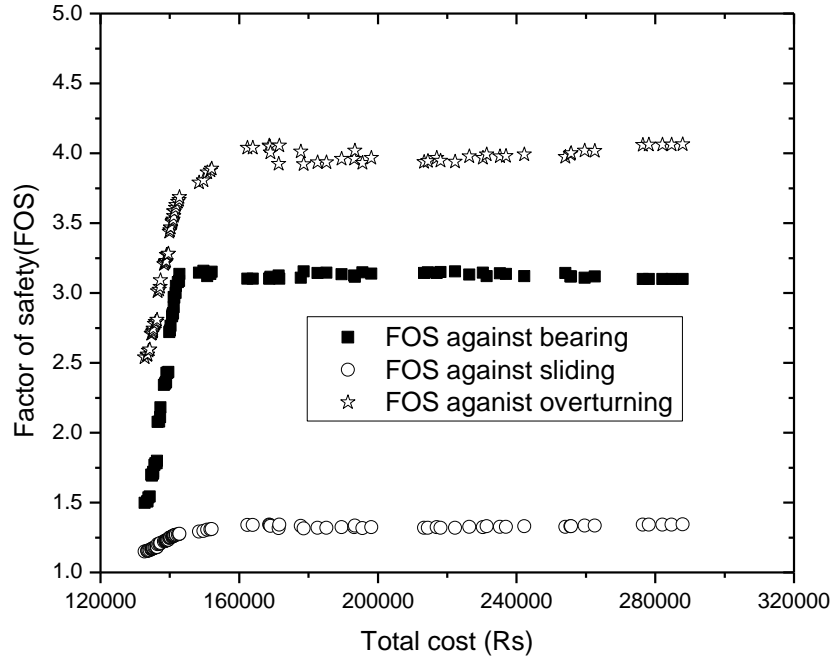 5.0
4.5
4.0
3.5
3.0
2.5
2.0
1.5
1.0
Factor of safety(FOS)
FOS against bearing
FOS against sliding
FOS aganist overturning
120000 160000 200000 240000 280000 320000
Total cost (Rs)